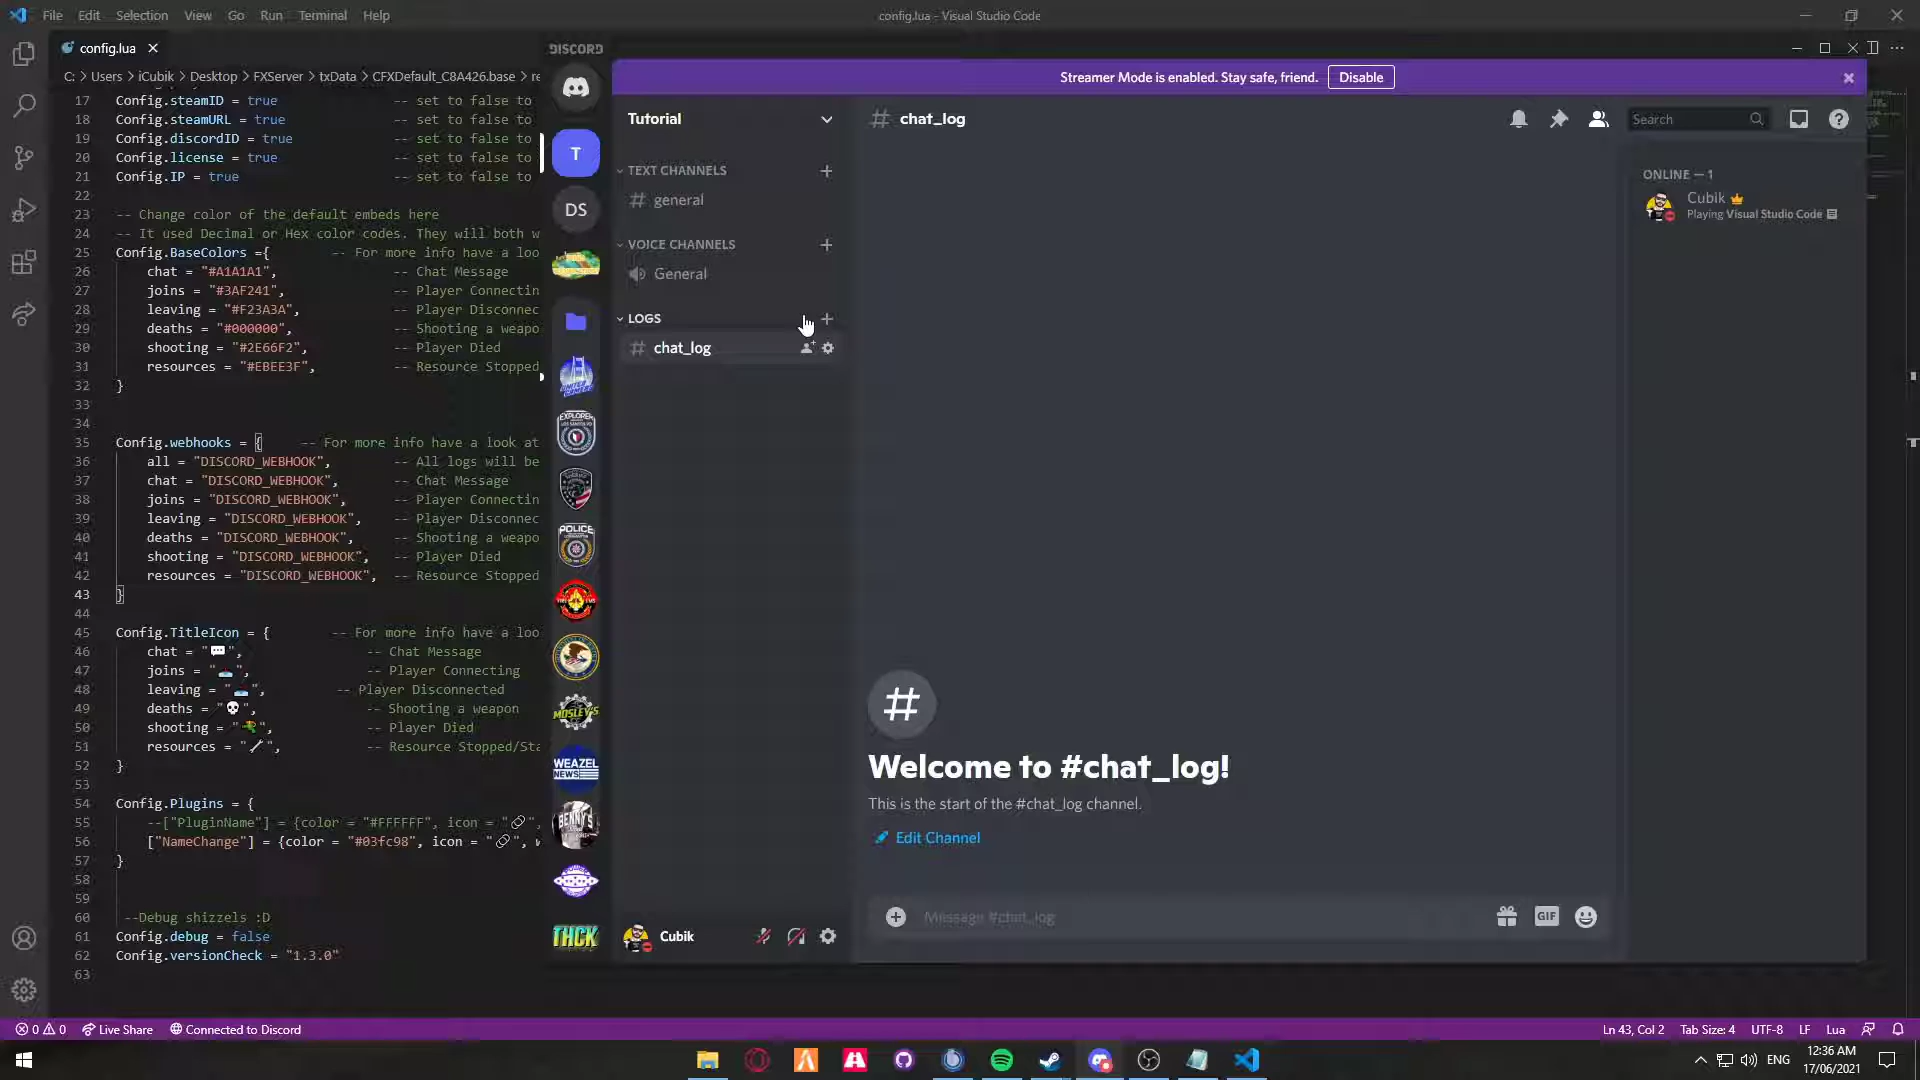 File Edit Selection View Go Run Terminal Help
config.lua - Visual Studio Code
config.lua
C: > Users > iCubik > Desktop > FXServer > txData > CFXDefault_C8A426.base > re
17 Config.steamID = true -- set to false to
18 Config.steamURL = true -- set to false to
19 Config.discordID = true -- set to false to
20 Config.license = true -- set to false to
21 Config.IP = true -- set to false to
22
23 -- Change color of the default embeds here
24 -- It used Decimal or Hex color codes. They will both w
25 Config.BaseColors ={ -- For more info have a loo
26 chat = "#A1A1A1", -- Chat Message
27 joins = "#3AF241", -- Player Connectin
28 leaving = "#F23A3A", -- Player Disconnec
29 deaths = "#000000", -- Shooting a weapo
30 shooting = "#2E66F2", -- Player Died
31 resources = "#EBEE3F", -- Resource Stopped
32 }
33
34
35 Config.webhooks = { -- For more info have a look at
36 all = "DISCORD_WEBHOOK", -- All logs will be
37 chat = "DISCORD_WEBHOOK", -- Chat Message
38 joins = "DISCORD_WEBHOOK", -- Player Connectin
39 leaving = "DISCORD_WEBHOOK", -- Player Disconnec
40 deaths = "DISCORD_WEBHOOK", -- Shooting a weapo
41 shooting = "DISCORD_WEBHOOK", -- Player Died
42 resources = "DISCORD_WEBHOOK", -- Resource Stopped
43 }
44
45 Config.TitleIcon = { -- For more info have a loo
46 chat = "💬", -- Chat Message
47 joins = "📥", -- Player Connecting
48 leaving = "📤", -- Player Disconnected
49 deaths = "💀", -- Shooting a weapon
50 shooting = "🔫", -- Player Died
51 resources = "🔧", -- Resource Stopped/Sta
52 }
53
54 Config.Plugins = {
55 --["PluginName"] = {color = "#FFFFFF", icon = "🔗",
56 ["NameChange"] = {color = "#03fc98", icon = "🔗", w
57 }
58
59
60 --Debug shizzels :D
61 Config.debug = false
62 Config.versionCheck = "1.3.0"
63
DISCORD
T
DS
EXPLORER
POLICE
MOSLEY'S
WEAZEL
NEWS
BENNY'S
THCK
Streamer Mode is enabled. Stay safe, friend. Disable
Tutorial
TEXT CHANNELS
general
VOICE CHANNELS
General
LOGS
chat_log
Cubik
# chat_log
Search
Welcome to #chat_log!
This is the start of the #chat_log channel.
Edit Channel
Message #chat_log
GIF
ONLINE — 1
Cubik
Playing Visual Studio Code
0 0 Live Share Connected to Discord
Ln 43, Col 2 Tab Size: 4 UTF-8 LF Lua
ENG
12:36 AM
17/06/2021